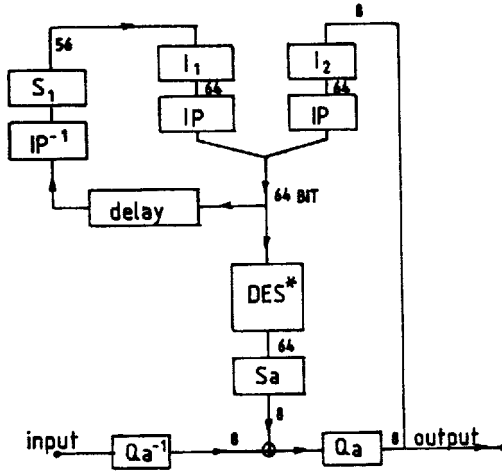 8
56
I₁
I₂
S₁
64
64
IP
IP
IP⁻¹
64 BIT
delay
DES*
64
Sa
8
input
Qa⁻¹
8
Qa
8
output